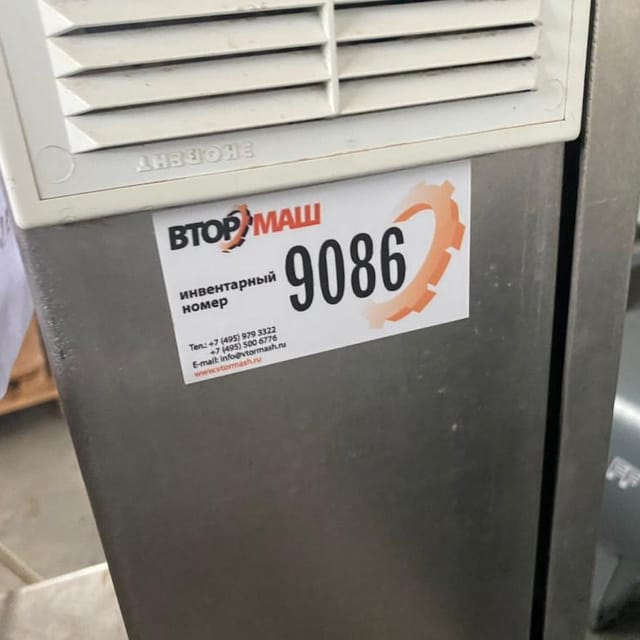 ЭКОВЕНТ
ВТОРМАШ
инвентарный
номер
9086
Тел.: +7 (495) 979 3322
+7 (495) 500 6776
E-mail: info@vtormash.ru
www.vtormash.ru